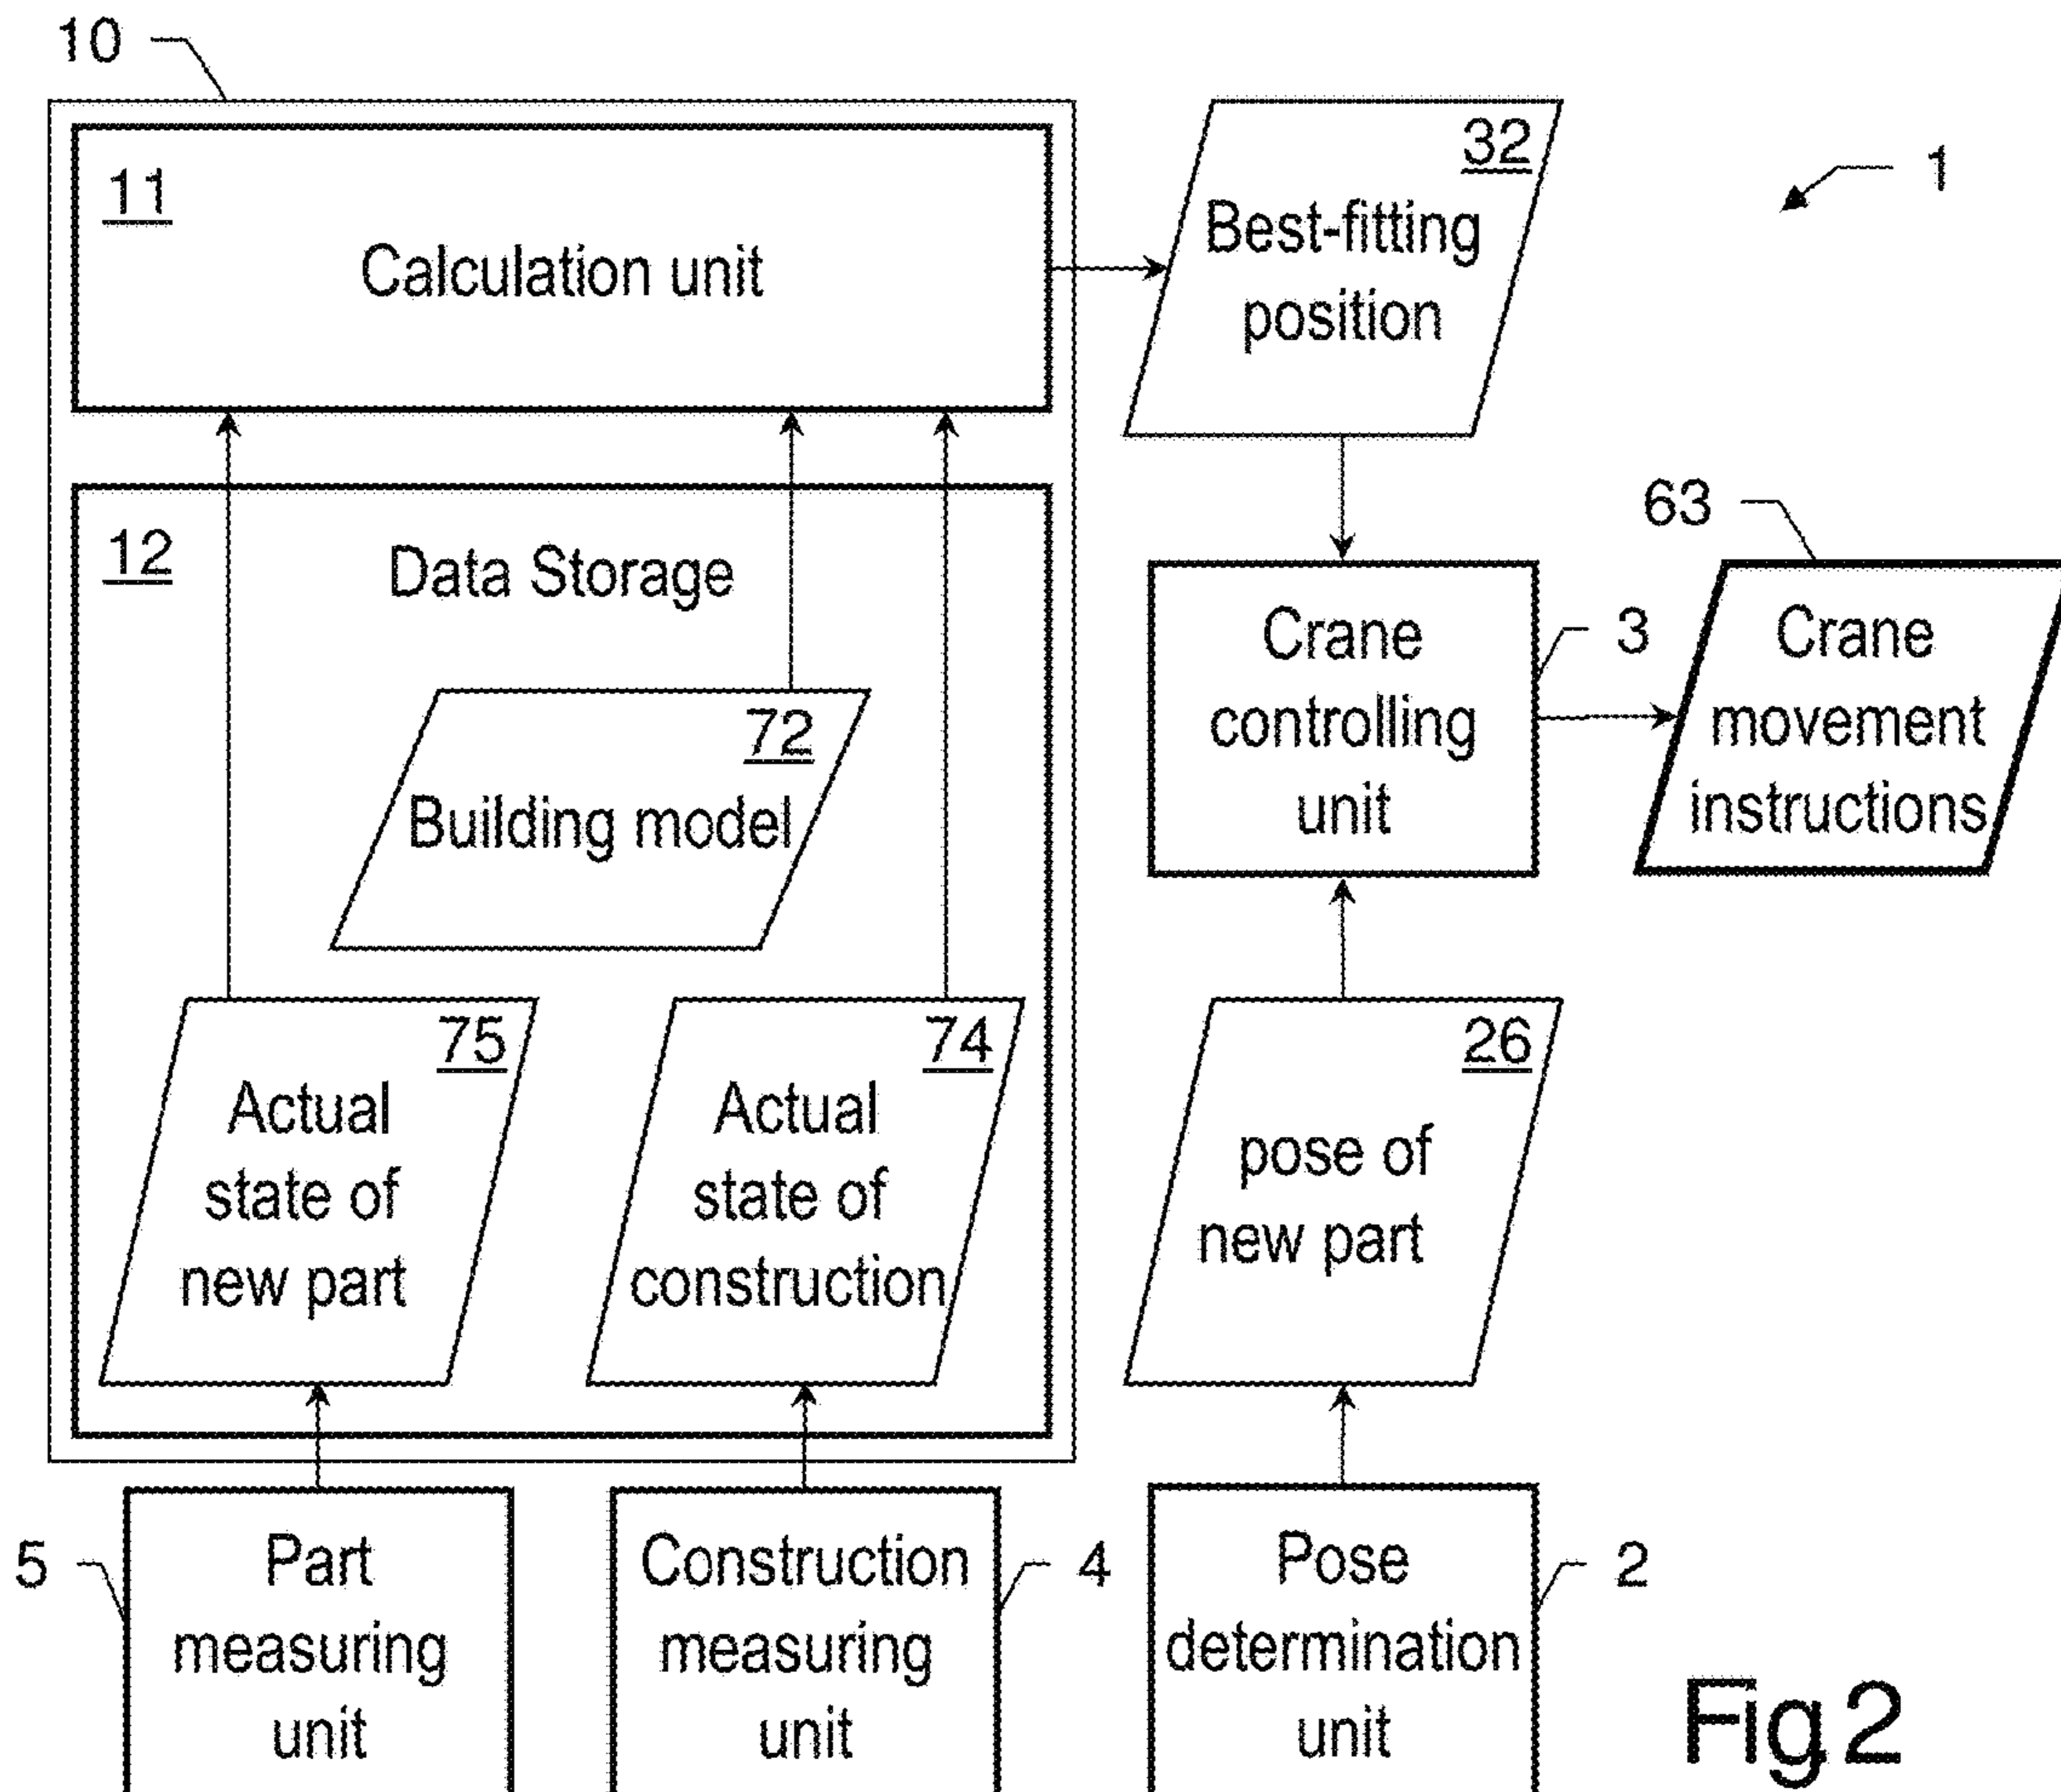 10
11
Calculation unit
32
Best-fitting
position
1
12
Data Storage
72
Building model
75
Actual
state of
new part
74
Actual
state of
construction
Crane
controlling
unit
3
63
Crane
movement
instructions
26
pose of
new part
5
Part
measuring
unit
Construction
measuring
unit
4
Pose
determination
unit
2
Fig 2